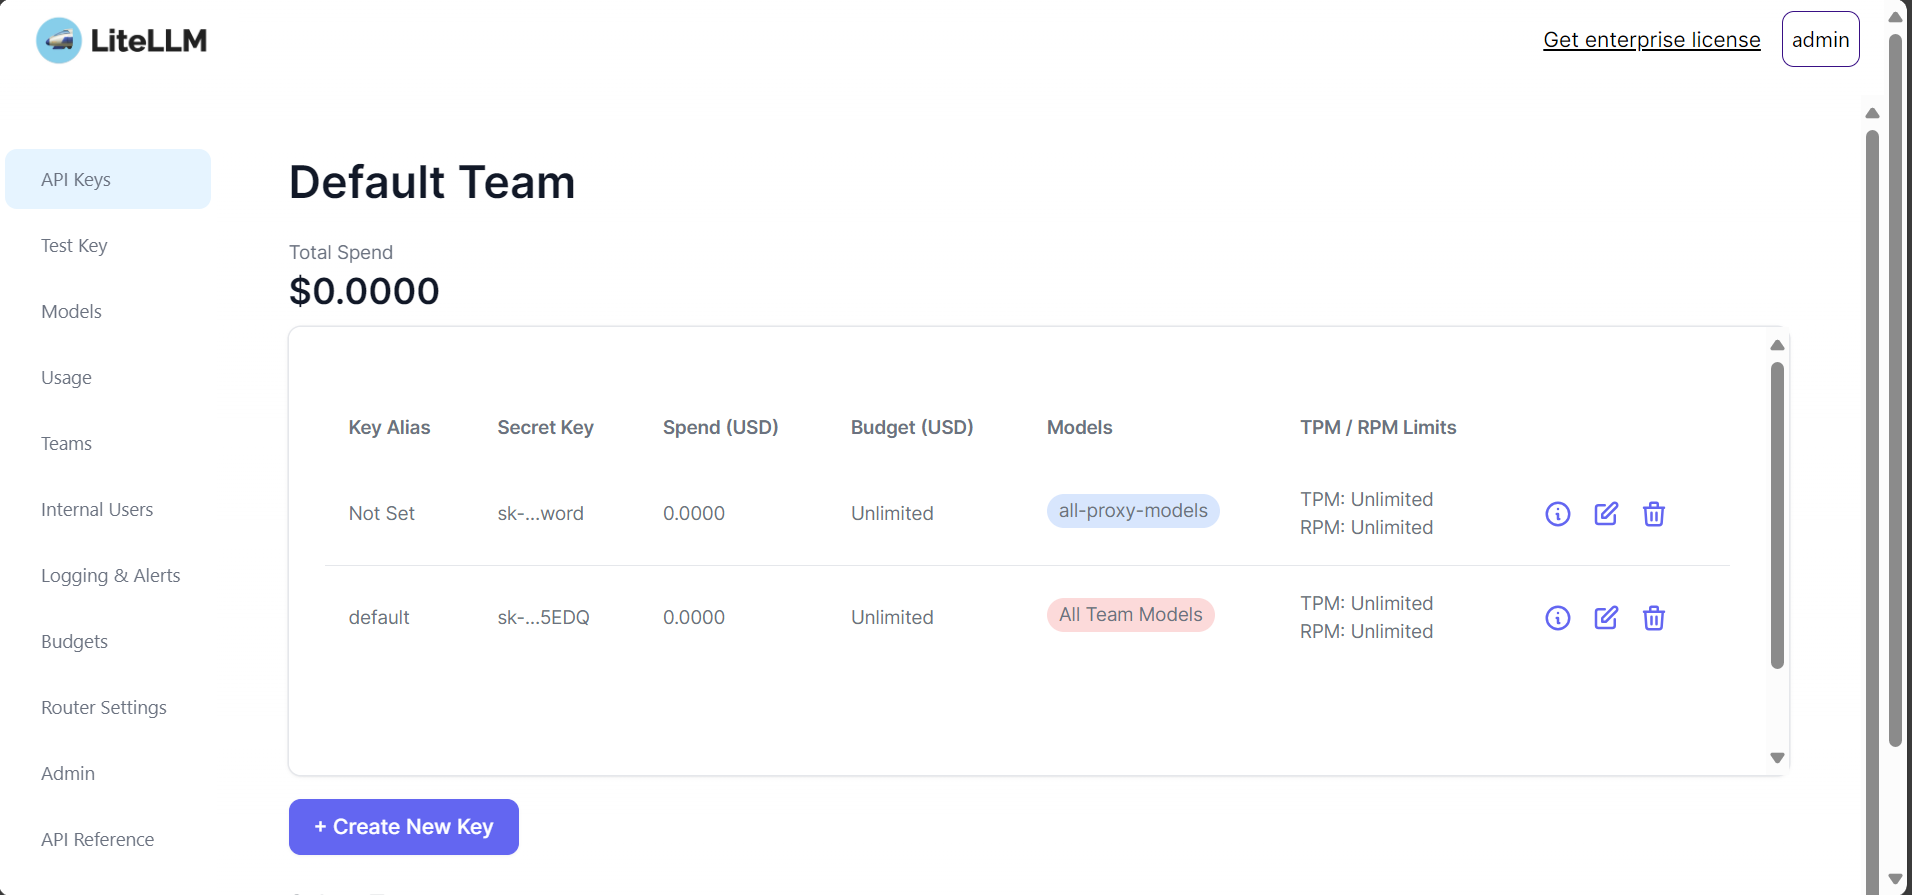 LiteLLM
Get enterprise license
admin
API Keys
Test Key
Models
Usage
Teams
Internal Users
Logging & Alerts
Budgets
Router Settings
Admin
API Reference
Default Team
Total Spend
$0.0000
Key Alias Secret Key Spend (USD) Budget (USD) Models TPM / RPM Limits
Not Set sk-...word 0.0000 Unlimited all-proxy-models TPM: Unlimited
RPM: Unlimited
default sk-...5EDQ 0.0000 Unlimited All Team Models TPM: Unlimited
RPM: Unlimited
+ Create New Key